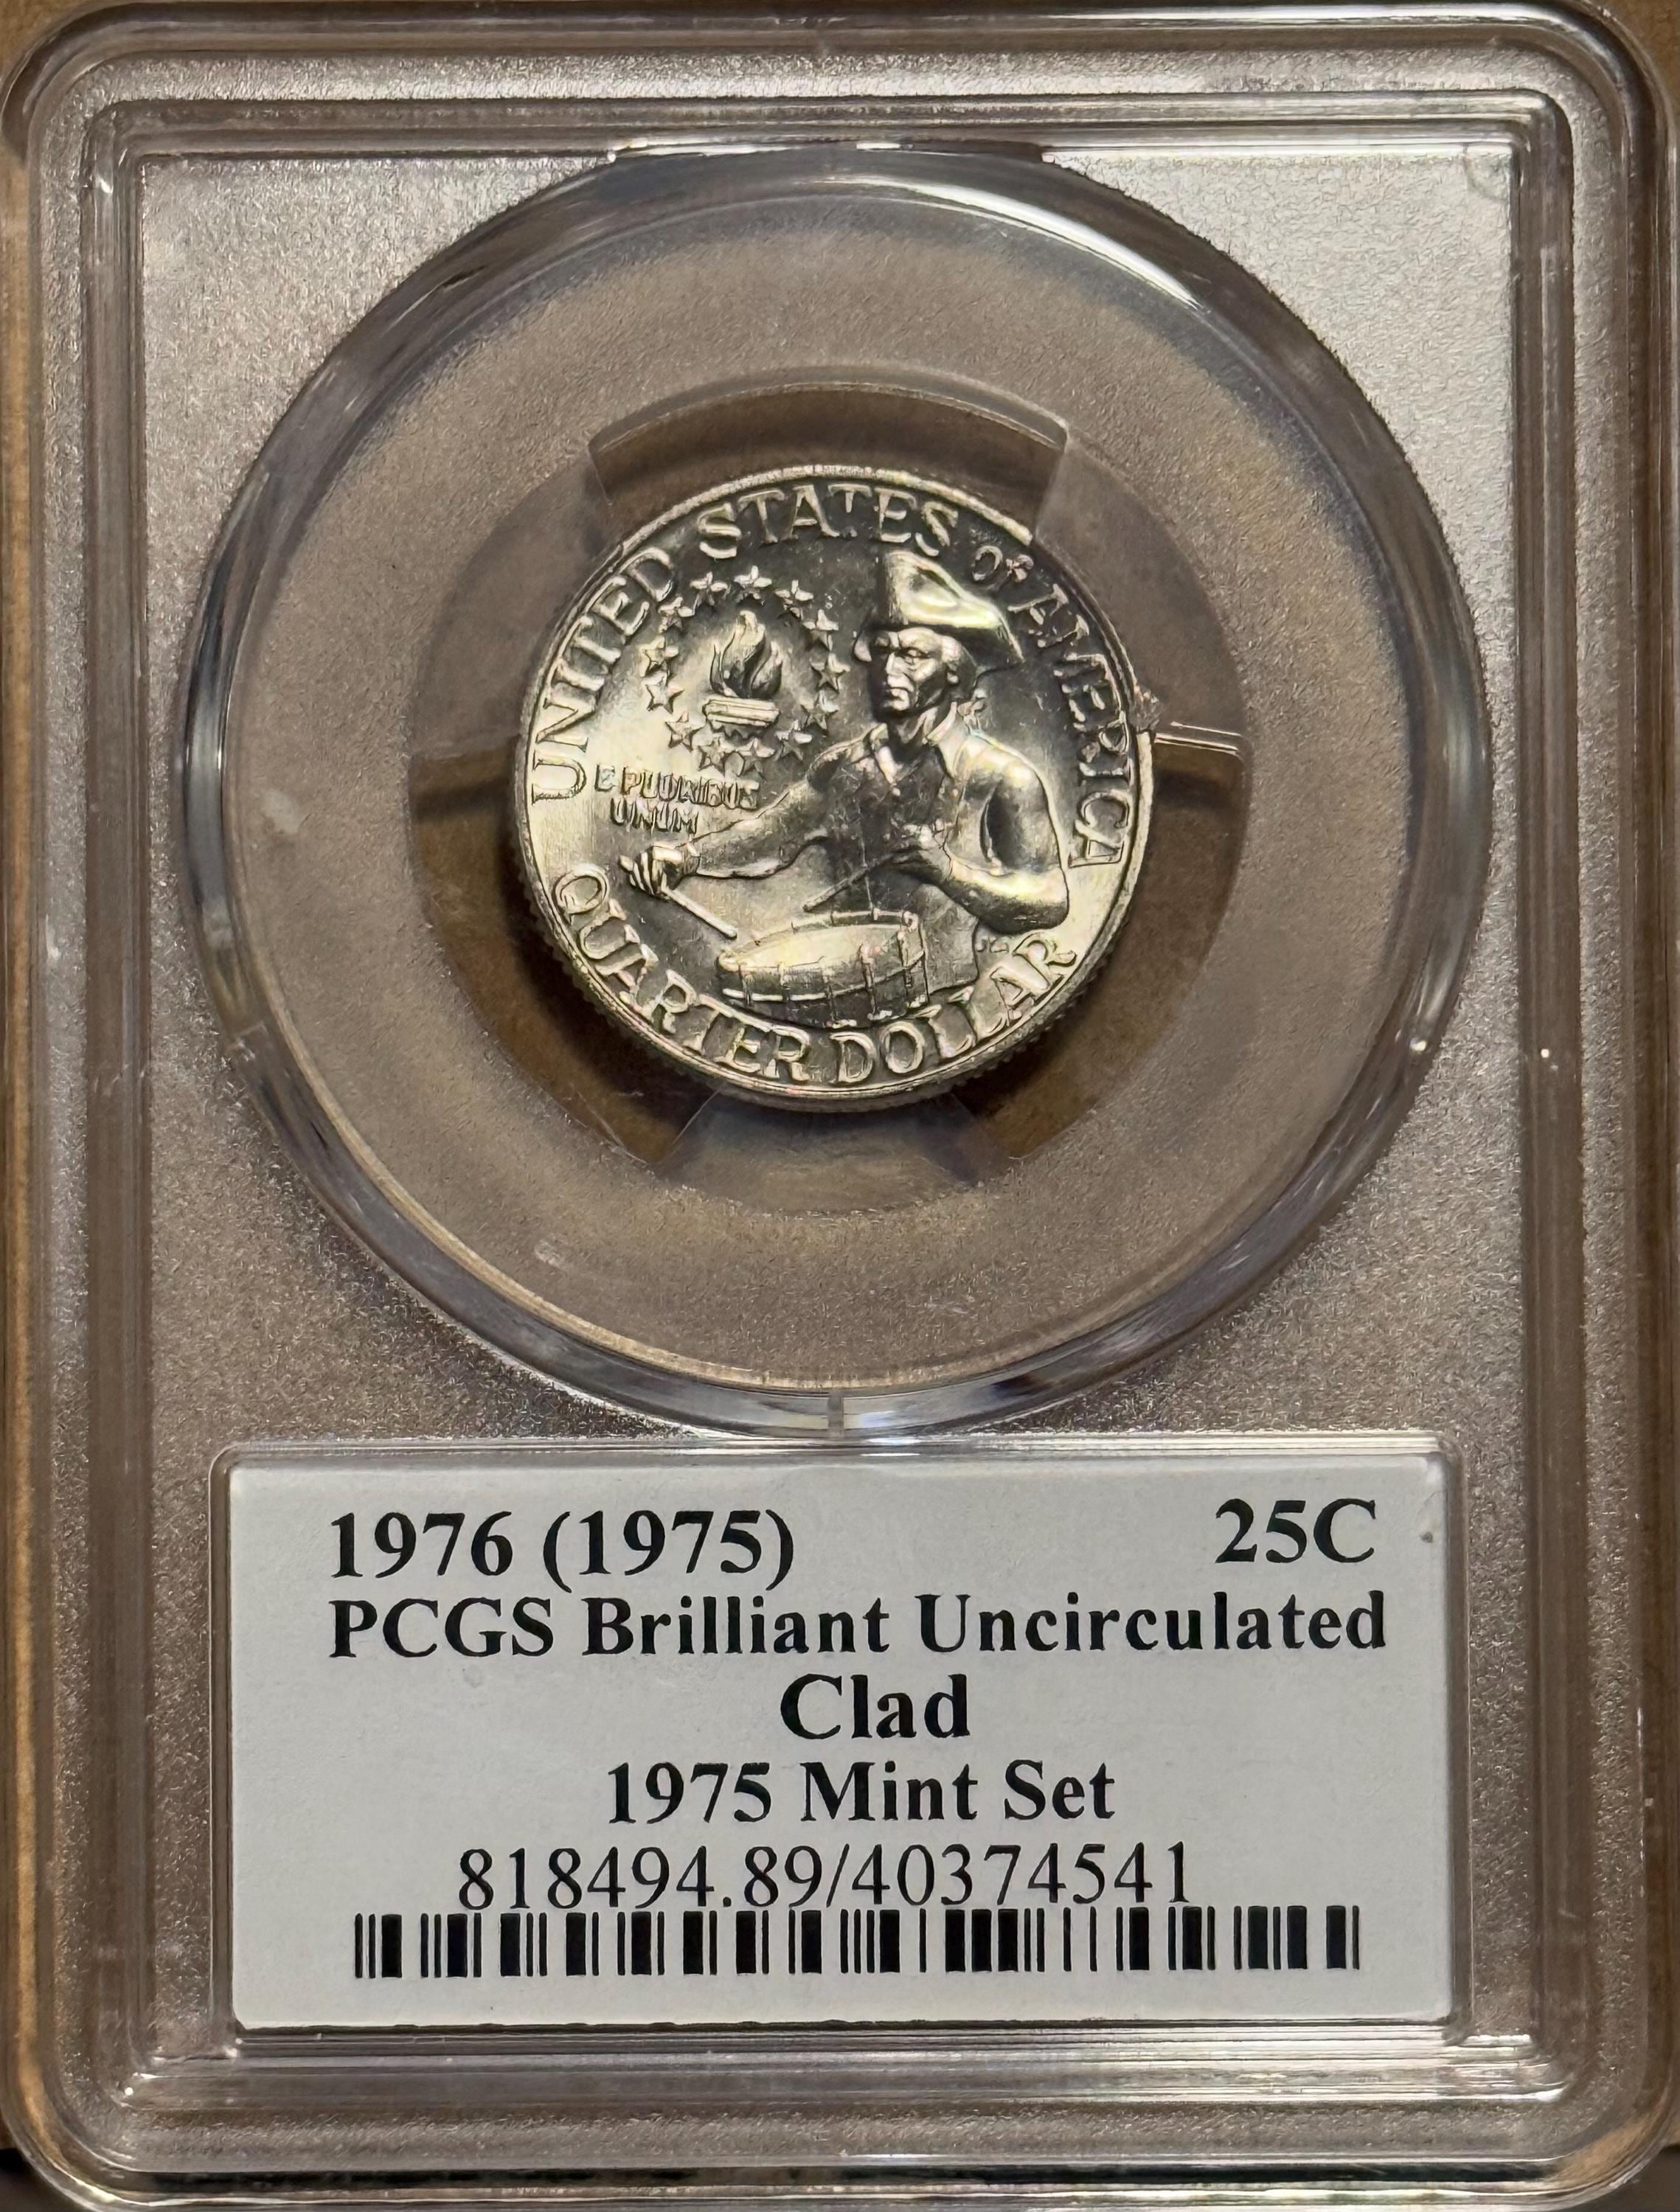 UNITED STATES OF AMERICA
E PLURIBUS
UNUM
QUARTER DOLLAR
1976 (1975) 25C
PCGS Brilliant Uncirculated
Clad
1975 Mint Set
818494.89/40374541